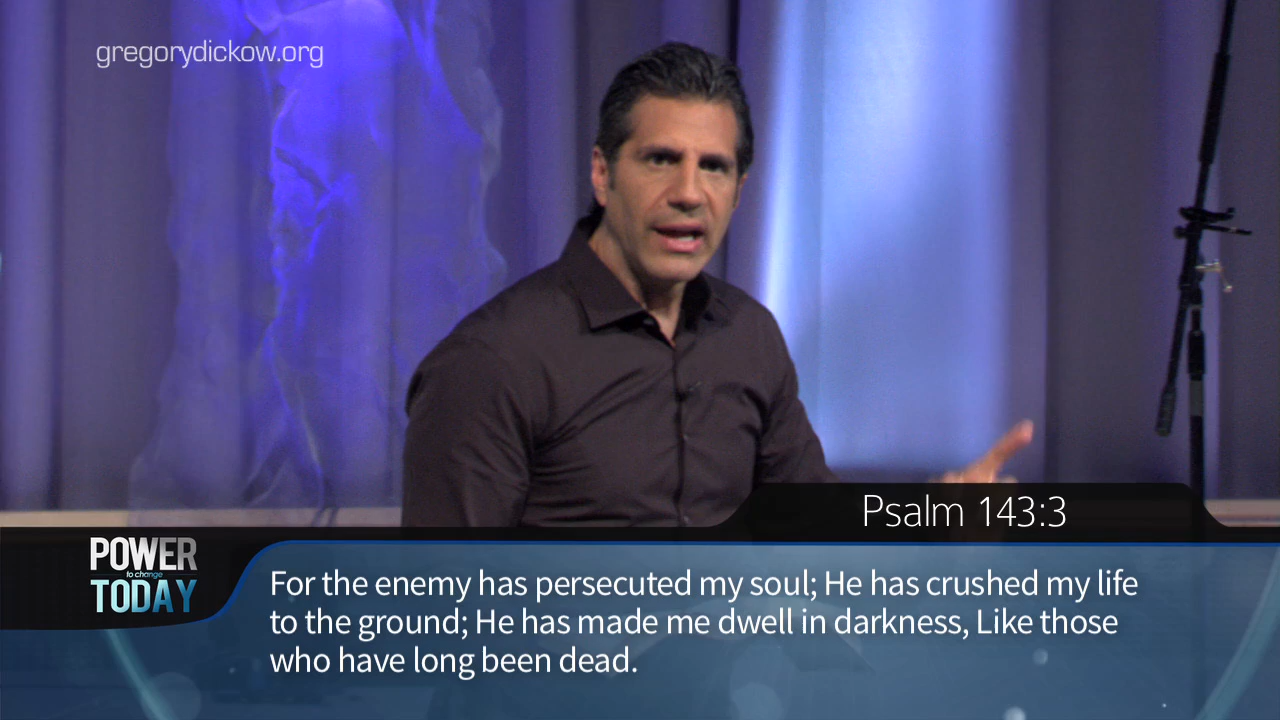 gregorydickow.org
Psalm 143:3
POWER
to change
TODAY
For the enemy has persecuted my soul; He has crushed my life
to the ground; He has made me dwell in darkness, Like those
who have long been dead.